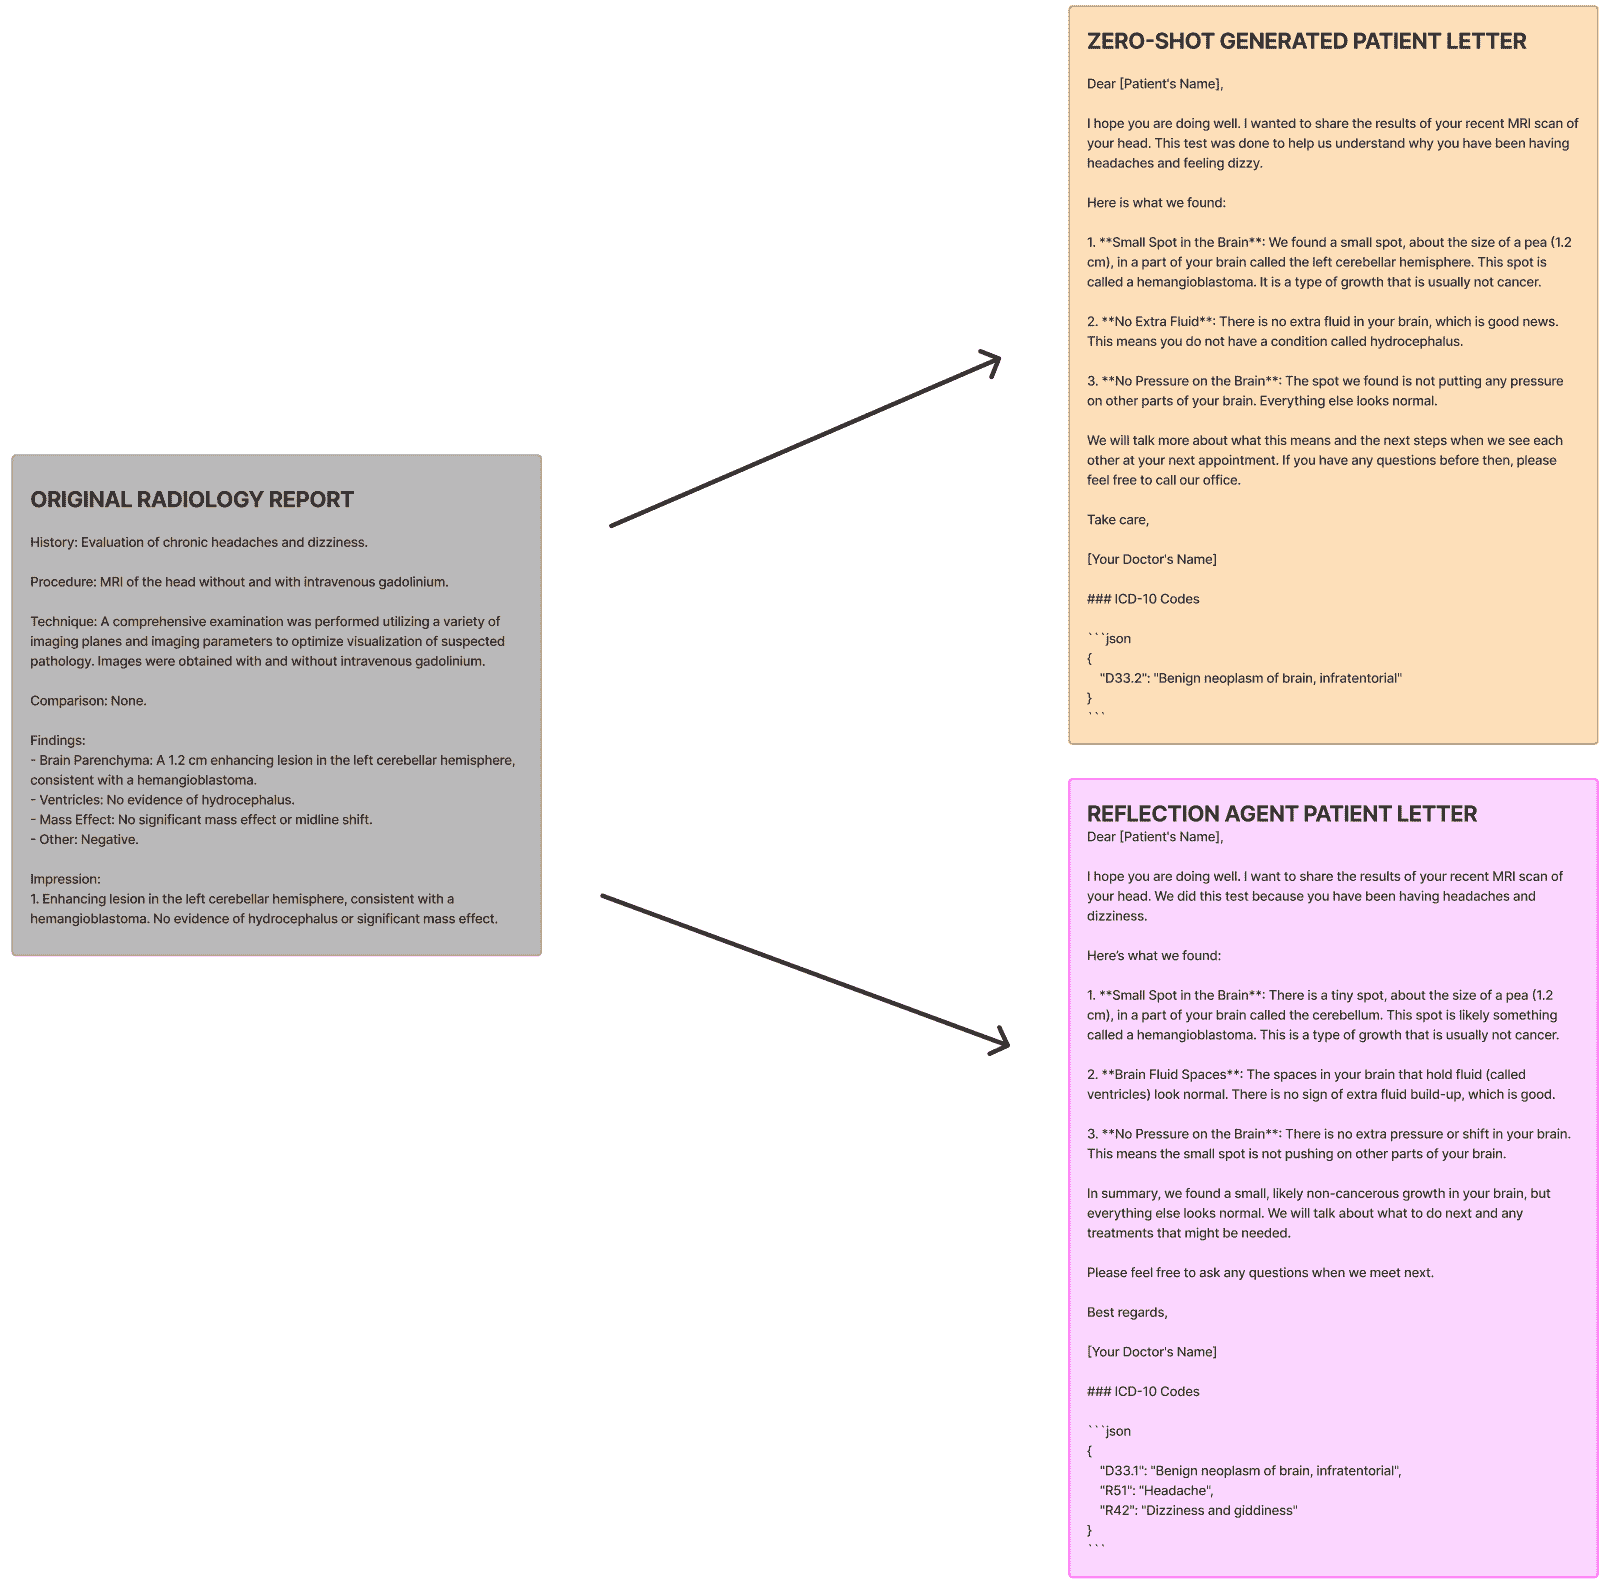 ORIGINAL RADIOLOGY REPORT
History: Evaluation of chronic headaches and dizziness.
Procedure: MRI of the head without and with intravenous gadolinium.
Technique: A comprehensive examination was performed utilizing a variety of
imaging planes and imaging parameters to optimize visualization of suspected
pathology. Images were obtained with and without intravenous gadolinium.
Comparison: None.
Findings:
- Brain Parenchyma: A 1.2 cm enhancing lesion in the left cerebellar hemisphere,
consistent with a hemangioblastoma.
- Ventricles: No evidence of hydrocephalus.
- Mass Effect: No significant mass effect or midline shift.
- Other: Negative.
Impression:
1. Enhancing lesion in the left cerebellar hemisphere, consistent with a
hemangioblastoma. No evidence of hydrocephalus or significant mass effect.
ZERO-SHOT GENERATED PATIENT LETTER
Dear [Patient's Name],
I hope you are doing well. I wanted to share the results of your recent MRI scan of
your head. This test was done to help us understand why you have been having
headaches and feeling dizzy.
Here is what we found:
1. **Small Spot in the Brain**: We found a small spot, about the size of a pea (1.2
cm), in a part of your brain called the left cerebellar hemisphere. This spot is
called a hemangioblastoma. It is a type of growth that is usually not cancer.
2. **No Extra Fluid**: There is no extra fluid in your brain, which is good news.
This means you do not have a condition called hydrocephalus.
3. **No Pressure on the Brain**: The spot we found is not putting any pressure
on other parts of your brain. Everything else looks normal.
We will talk more about what this means and the next steps when we see each
other at your next appointment. If you have any questions before then, please
feel free to call our office.
Take care,
[Your Doctor's Name]
### ICD-10 Codes
```json
{
"D33.2": "Benign neoplasm of brain, infratentorial"
}
```
REFLECTION AGENT PATIENT LETTER
Dear [Patient's Name],
I hope you are doing well. I want to share the results of your recent MRI scan of
your head. We did this test because you have been having headaches and
dizziness.
Here's what we found:
1. **Small Spot in the Brain**: There is a tiny spot, about the size of a pea (1.2
cm), in a part of your brain called the cerebellum. This spot is likely something
called a hemangioblastoma. This is a type of growth that is usually not cancer.
2. **Brain Fluid Spaces**: The spaces in your brain that hold fluid (called
ventricles) look normal. There is no sign of extra fluid build-up, which is good.
3. **No Pressure on the Brain**: There is no extra pressure or shift in your brain.
This means the small spot is not pushing on other parts of your brain.
In summary, we found a small, likely non-cancerous growth in your brain, but
everything else looks normal. We will talk about what to do next and any
treatments that might be needed.
Please feel free to ask any questions when we meet next.
Best regards,
[Your Doctor's Name]
### ICD-10 Codes
```json
{
"D33.1": "Benign neoplasm of brain, infratentorial",
"R51": "Headache",
"R42": "Dizziness and giddiness"
}
```